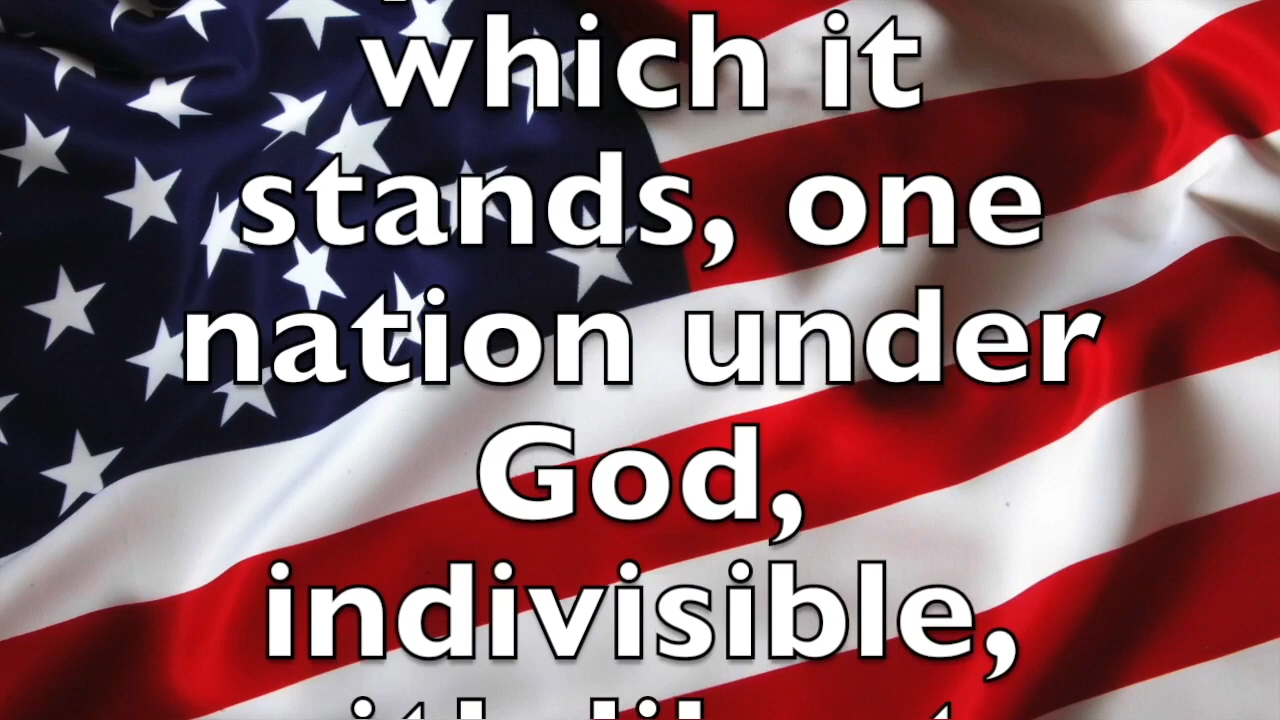 which it
stands, one
nation under
God,
indivisible,